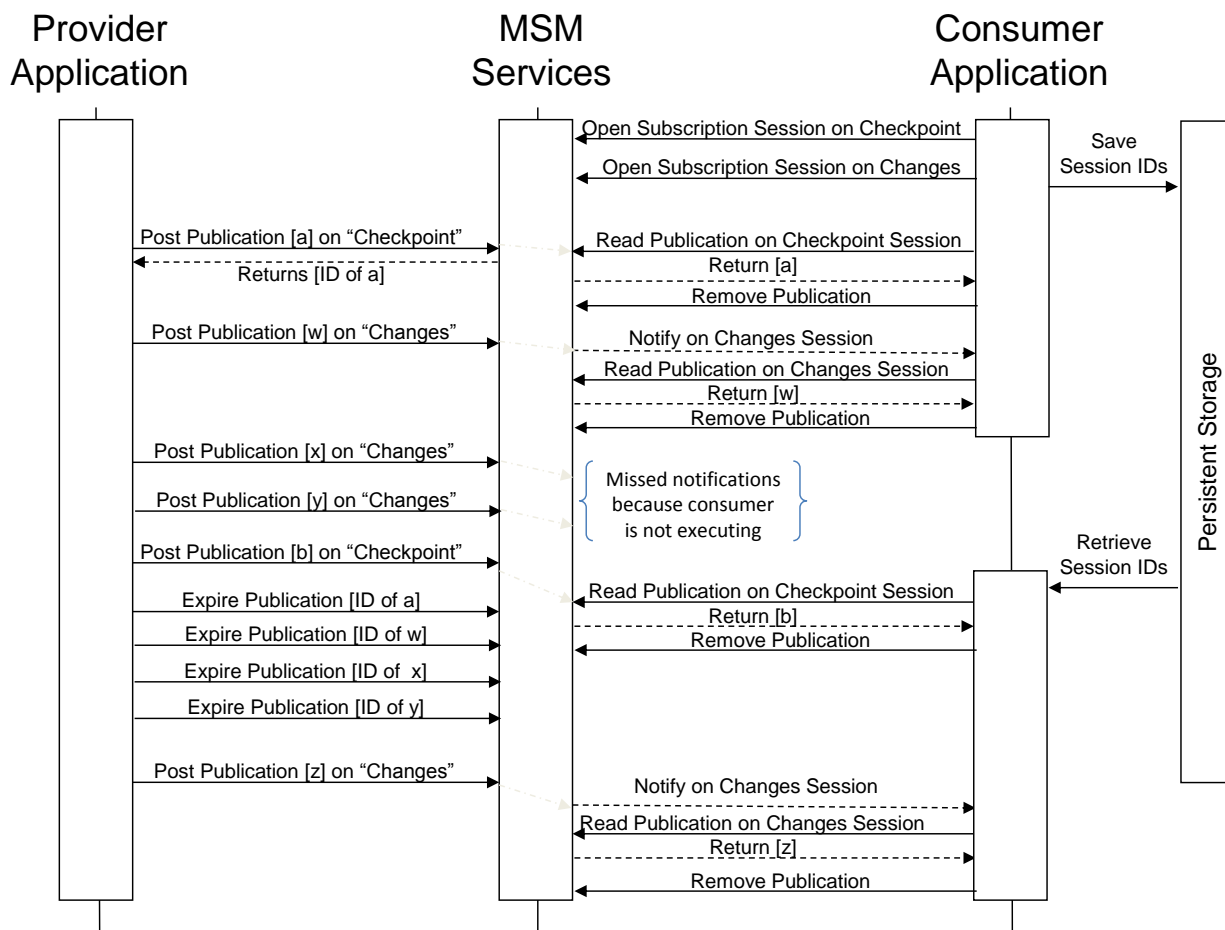 Provider
Application
MSM
Services
Consumer
Application
Open Subscription Session on Checkpoint
Save
Session IDs
Open Subscription Session on Changes
Post Publication [a] on “Checkpoint”
Read Publication on Checkpoint Session
Returns [ID of a]
Return [a]
Remove Publication
Post Publication [w] on “Changes”
Notify on Changes Session
Read Publication on Changes Session
Return [w]
Remove Publication
Post Publication [x] on “Changes”
Missed notifications
because consumer
is not executing
Post Publication [y] on “Changes”
Persistent Storage
Post Publication [b] on “Checkpoint”
Retrieve
Session IDs
Read Publication on Checkpoint Session
Expire Publication [ID of a]
Return [b]
Expire Publication [ID of w]
Remove Publication
Expire Publication [ID of  x]
Expire Publication [ID of y]
Post Publication [z] on “Changes”
Notify on Changes Session
Read Publication on Changes Session
Return [z]
Remove Publication